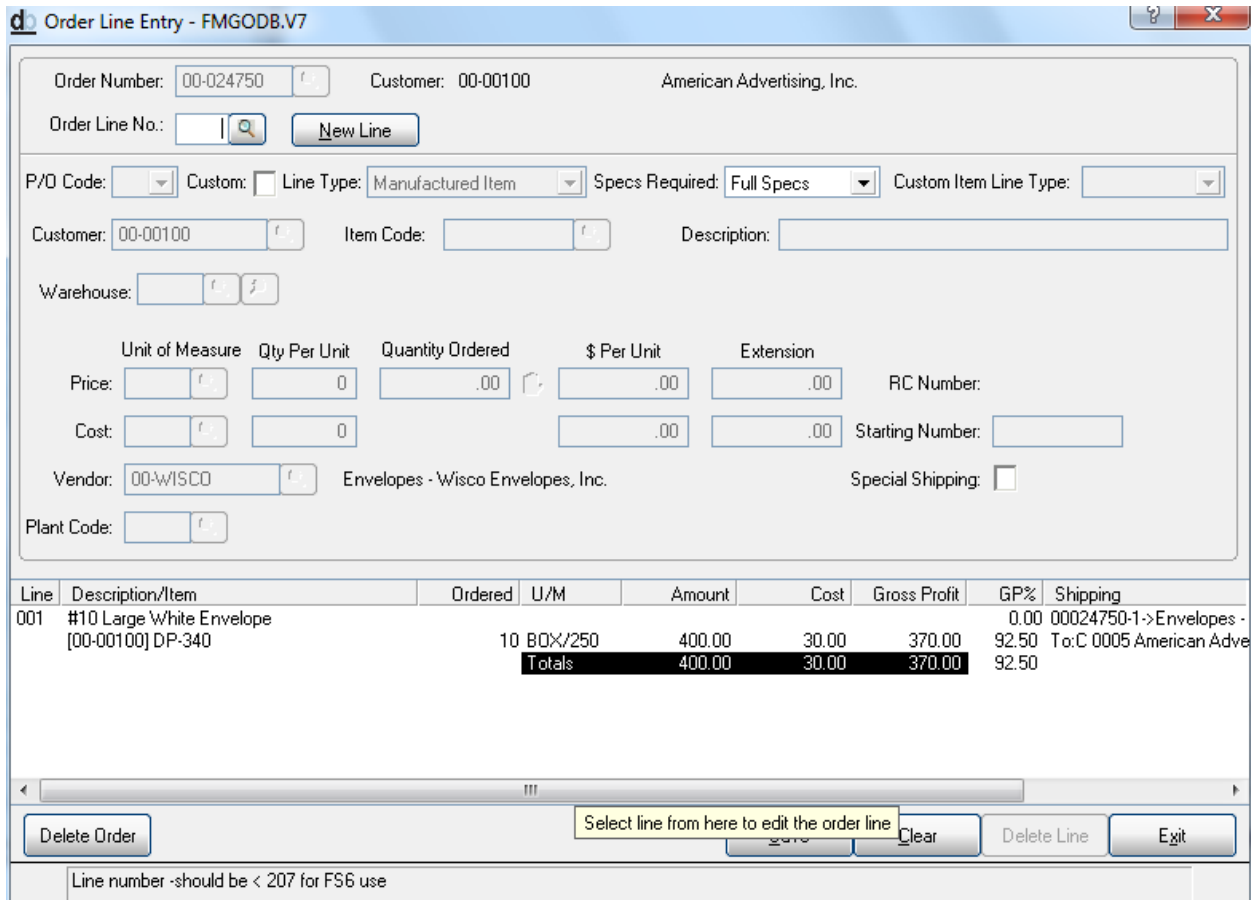 db Order Line Entry - FMGODB.V7
Order Number: 00-024750 Customer: 00-00100 American Advertising, Inc.
Order Line No.: New Line
P/O Code: Custom: Line Type: Manufactured Item Specs Required: Full Specs Custom Item Line Type:
Customer: 00-00100 Item Code: Description:
Warehouse:
Unit of Measure Qty Per Unit Quantity Ordered $ Per Unit Extension
Price: 0 .00 .00 .00 RC Number:
Cost: 0 .00 .00 Starting Number:
Vendor: 00-WISCO Envelopes - Wisco Envelopes, Inc. Special Shipping:
Plant Code:
Line Description/Item Ordered U/M Amount Cost Gross Profit GP% Shipping
001 #10 Large White Envelope 0.00 00024750-1->Envelopes -
[00-00100] DP-340 10 BOX/250 400.00 30.00 370.00 92.50 To:C 0005 American Adve
Totals 400.00 30.00 370.00 92.50
Select line from here to edit the order line
Delete Order Clear Delete Line Exit
Line number -should be < 207 for FS6 use